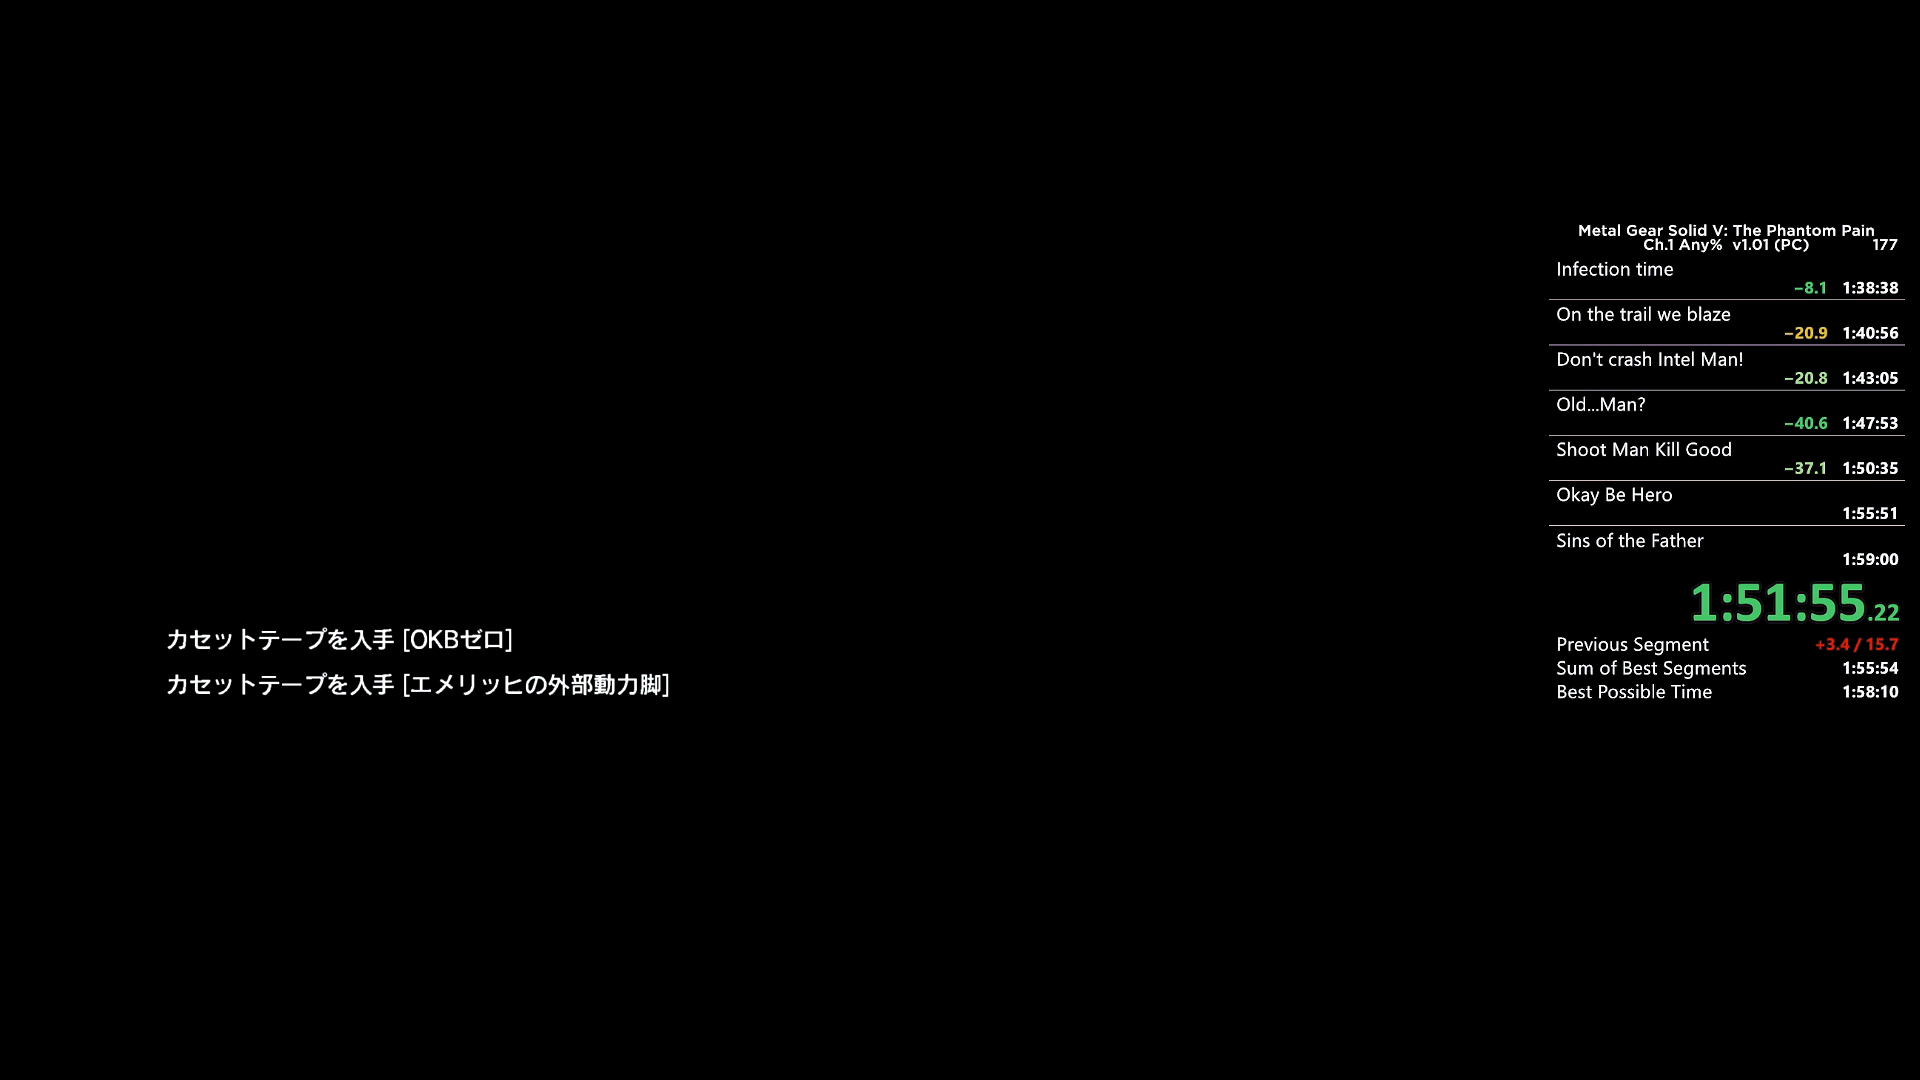 Metal Gear Solid V: The Phantom Pain
Ch.1 Any% v1.01 (PC) 177
Infection time
−8.1 1:38:38
On the trail we blaze
−20.9 1:40:56
Don't crash Intel Man!
−20.8 1:43:05
Old...Man?
−40.6 1:47:53
Shoot Man Kill Good
−37.1 1:50:35
Okay Be Hero
1:55:51
Sins of the Father
1:59:00
1:51:55.22
Previous Segment +3.4 / 15.7
Sum of Best Segments 1:55:54
Best Possible Time 1:58:10
カセットテープを入手 [OKBゼロ]
カセットテープを入手 [エメリッヒの外部動力脚]